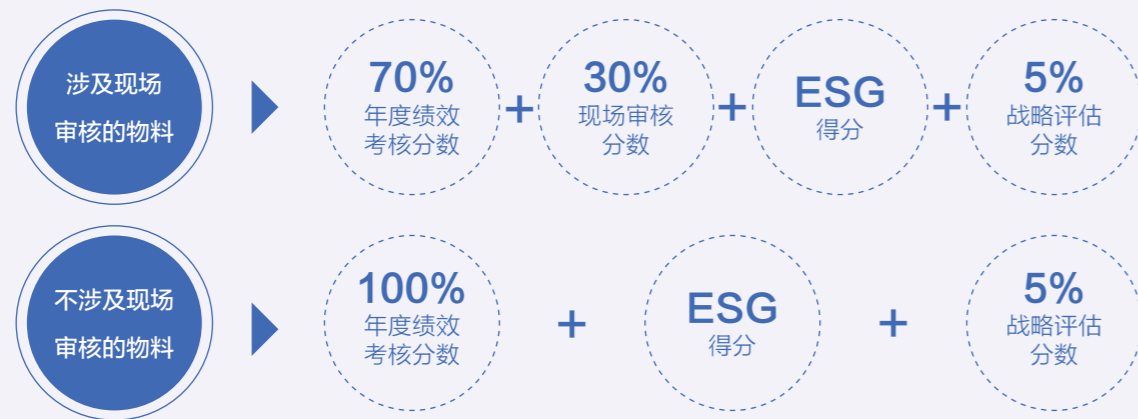 涉及现场
审核的物料
70%
年度绩效
考核分数
+
30%
现场审核
分数
+
ESG
得分
+
5%
战略评估
分数
不涉及现场
审核的物料
100%
年度绩效
考核分数
+
ESG
得分
+
5%
战略评估
分数